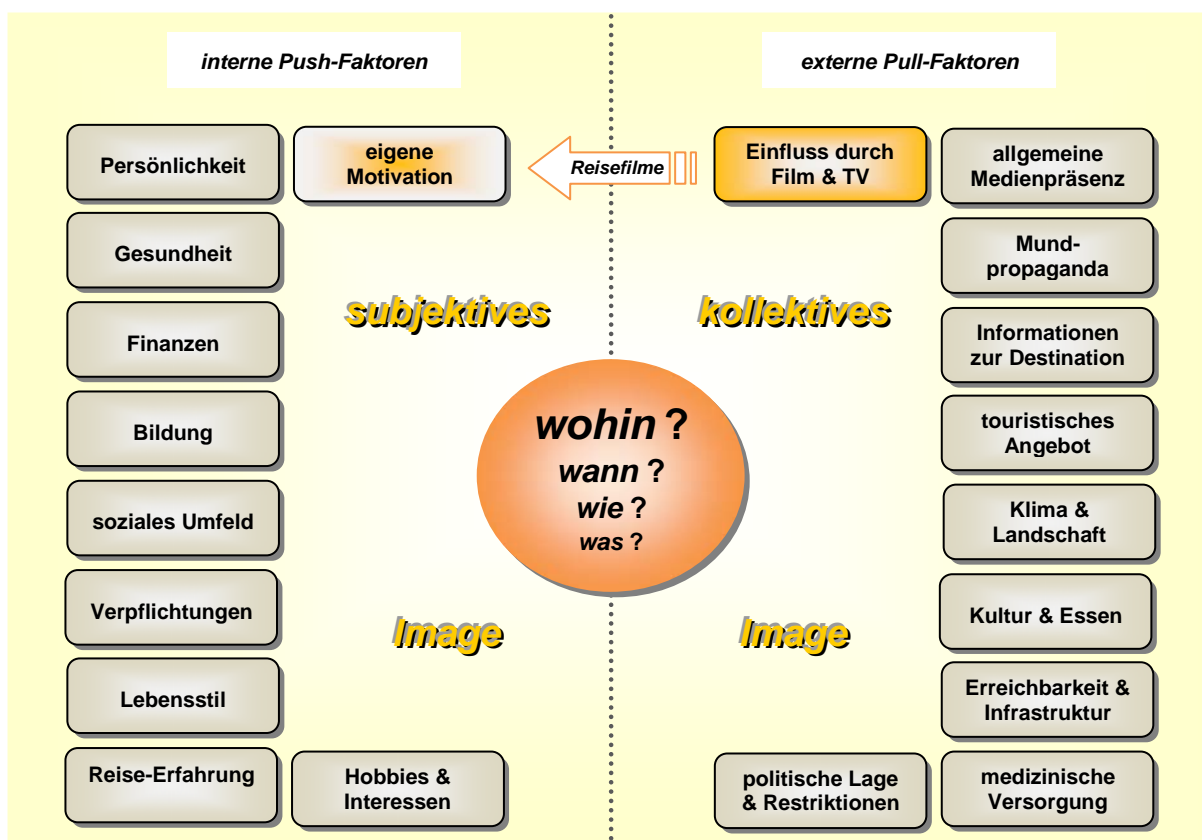 interne Push-Faktoren
externe Pull-Faktoren
Persönlichkeit
eigene
Motivation
Reisefilme
Einfluss durch
Film & TV
allgemeine
Medienpräsenz
Gesundheit
Mund-
propaganda
subjektives
kollektives
Finanzen
Informationen
zur Destination
Bildung
wohin ?
wann ?
wie ?
was ?
touristisches
Angebot
soziales Umfeld
Klima &
Landschaft
Verpflichtungen
Image
Image
Kultur & Essen
Lebensstil
Erreichbarkeit &
Infrastruktur
Reise-Erfahrung
Hobbies &
Interessen
politische Lage
& Restriktionen
medizinische
Versorgung